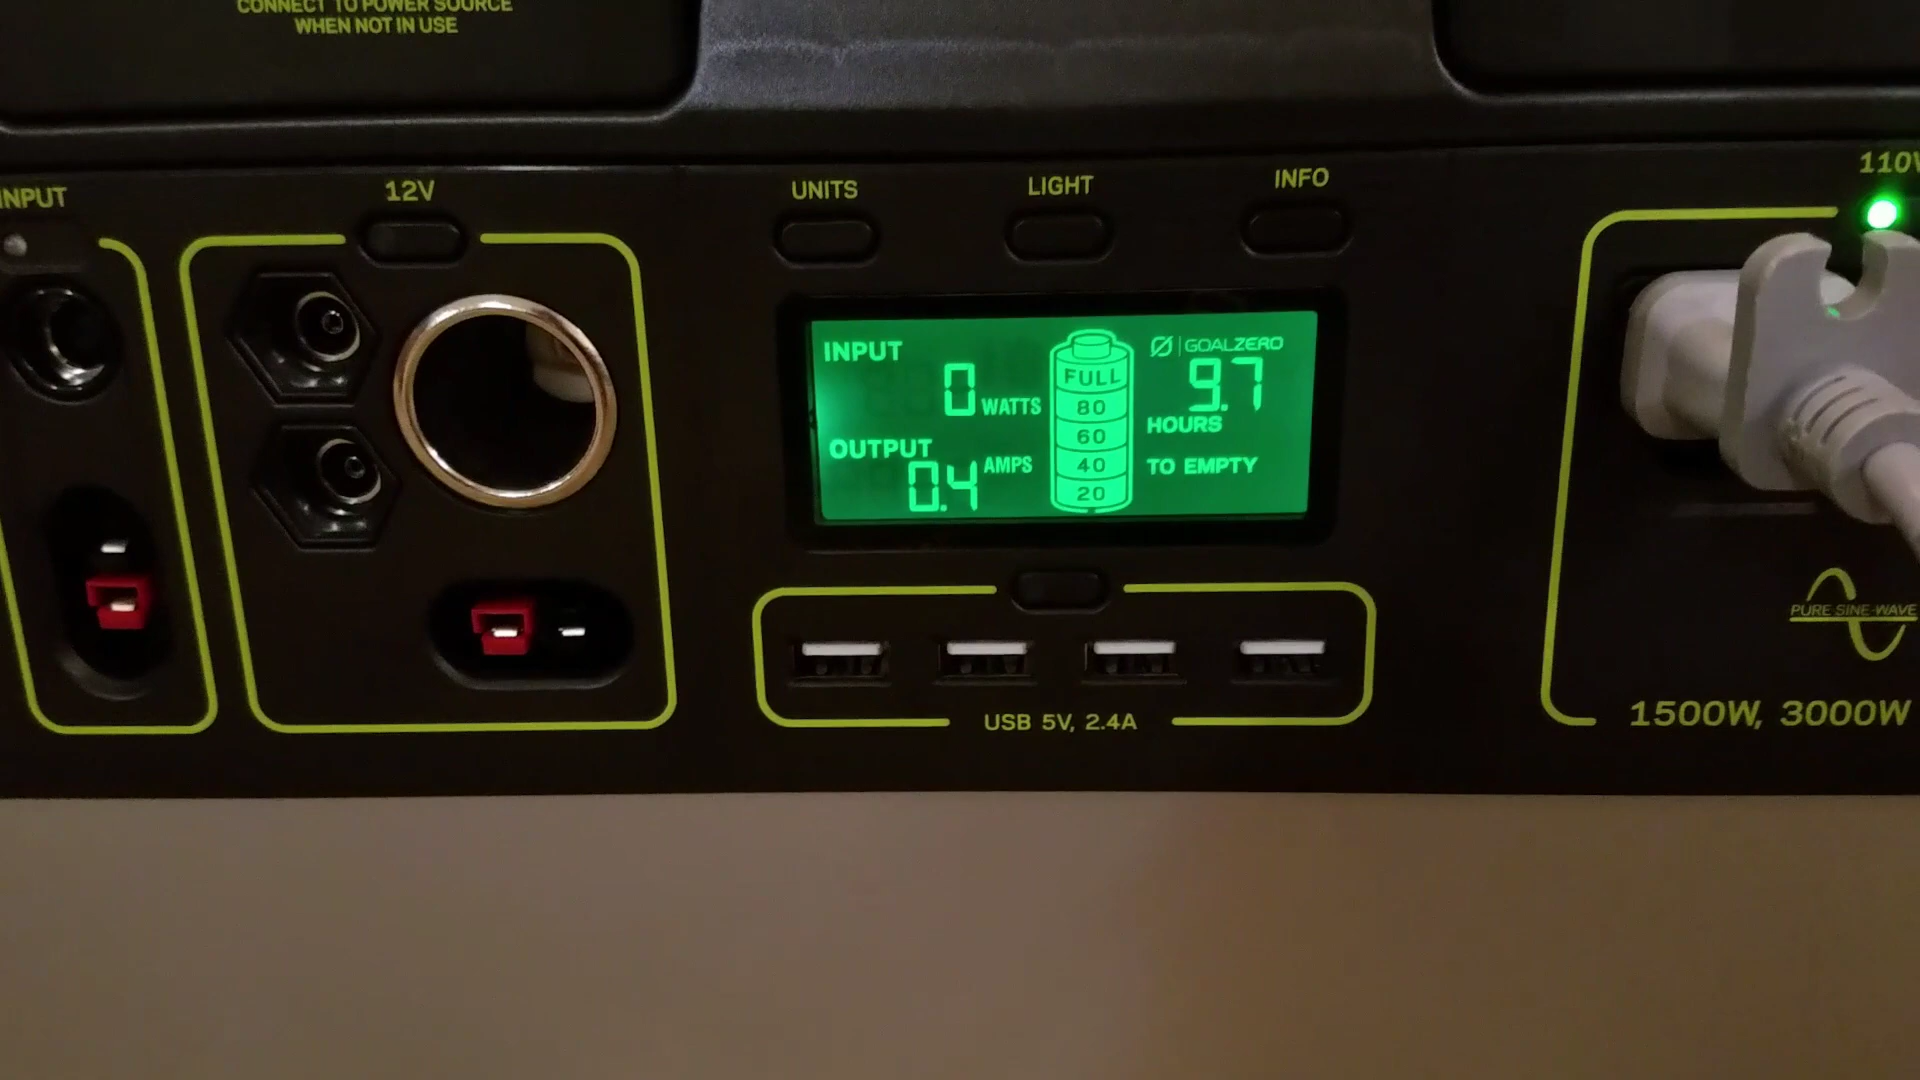 CONNECT TO POWER SOURCE
WHEN NOT IN USE
INPUT
12V
UNITS
LIGHT
INFO
110V
INPUT
0 WATTS
OUTPUT
0.4 AMPS
FULL
80
60
40
20
GOALZERO
9.7
HOURS
TO EMPTY
USB 5V, 2.4A
PURE SINE-WAVE
1500W, 3000W